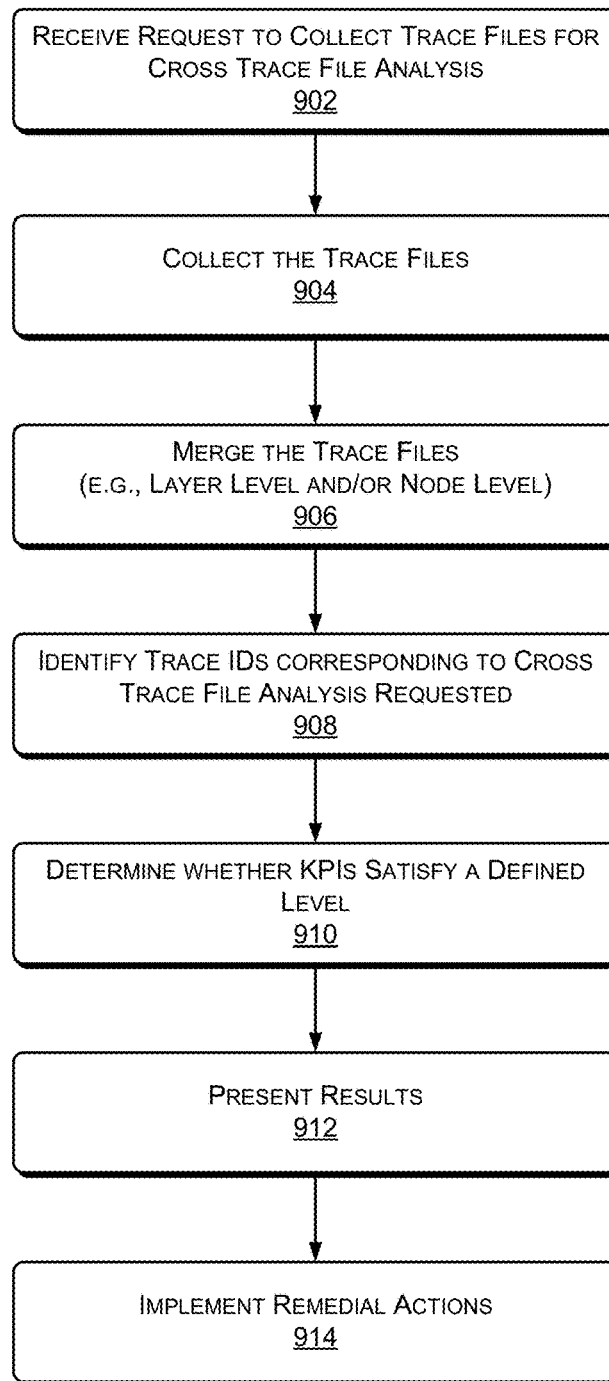 RECEIVE REQUEST TO COLLECT TRACE FILES FOR
CROSS TRACE FILE ANALYSIS
902
COLLECT THE TRACE FILES
904
MERGE THE TRACE FILES
(E.G., LAYER LEVEL AND/OR NODE LEVEL)
906
IDENTIFY TRACE IDS CORRESPONDING TO CROSS
TRACE FILE ANALYSIS REQUESTED
908
DETERMINE WHETHER KPIS SATISFY A DEFINED
LEVEL
910
PRESENT RESULTS
912
IMPLEMENT REMEDIAL ACTIONS
914